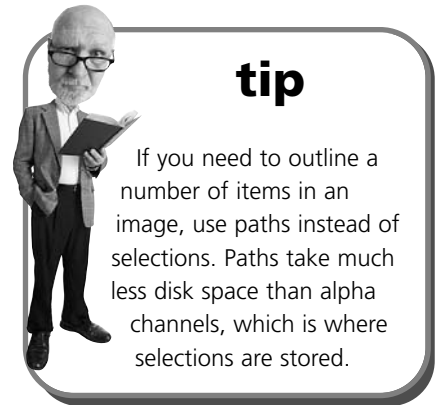 tip
If you need to outline a
number of items in an
image, use paths instead of
selections. Paths take much
less disk space than alpha
channels, which is where
selections are stored.